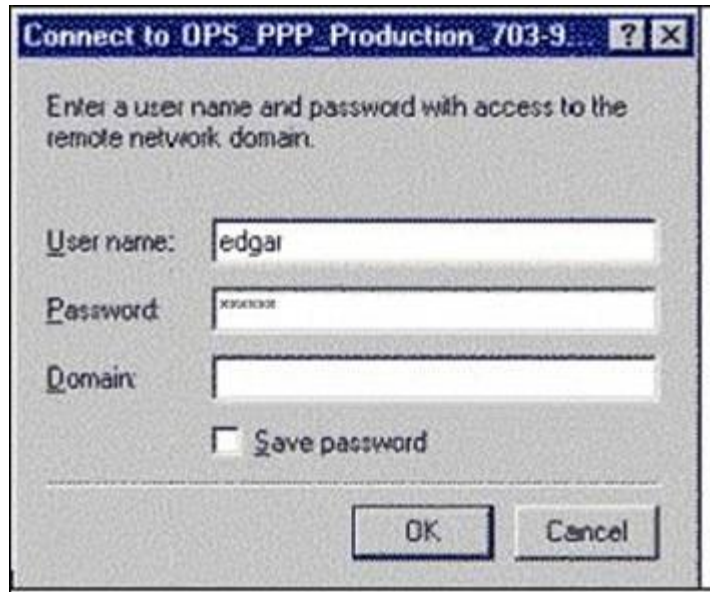 Connect to OPS_PPP_Production_703-9... ? X
Enter a user name and password with access to the
remote network domain.
User name: edgar
Password: ******
Domain:
Save password
OK Cancel